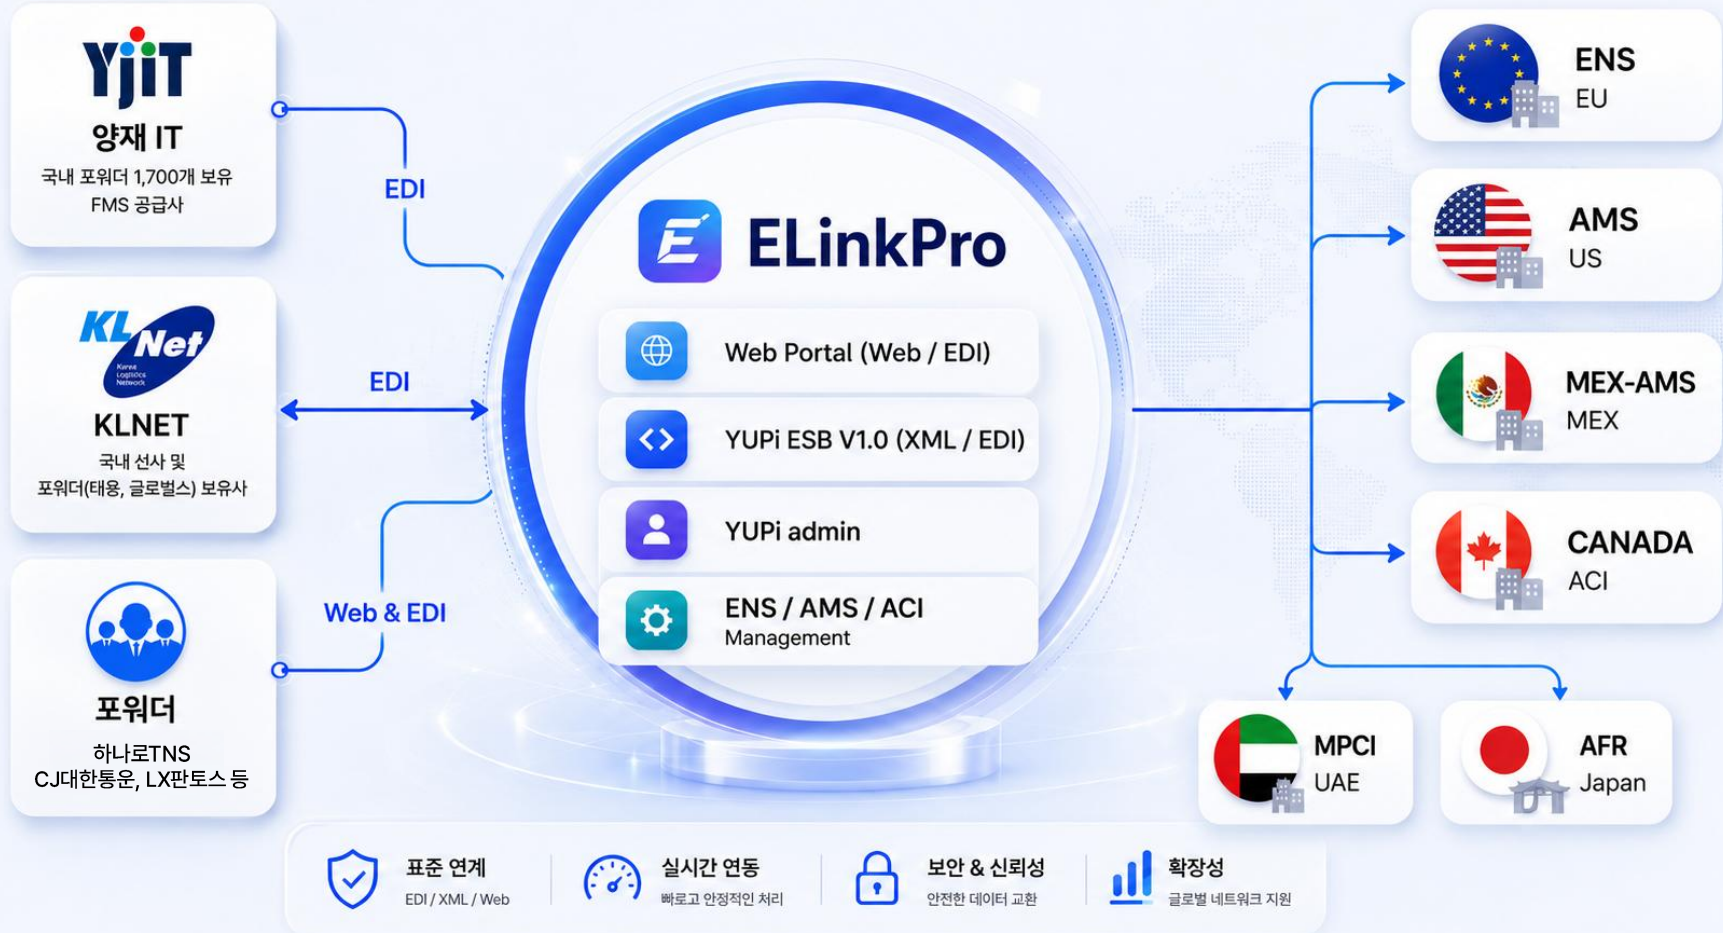 YjiT
양재 IT
국내 포워더 1,700개 보유
FMS 공급사
EDI
KL Net
Korea
Logistics
Network
KLNET
국내 선사 및
포워더(태웅, 글로벌스) 보유사
EDI
포워더
하나로TNS
CJ대한통운, LX판토스 등
Web & EDI
E ELinkPro
Web Portal (Web / EDI)
YUPi ESB V1.0 (XML / EDI)
YUPi admin
ENS / AMS / ACI
Management
ENS
EU
AMS
US
MEX-AMS
MEX
CANADA
ACI
MPCI
UAE
AFR
Japan
표준 연계
EDI / XML / Web
실시간 연동
빠르고 안정적인 처리
보안 & 신뢰성
안전한 데이터 교환
확장성
글로벌 네트워크 지원